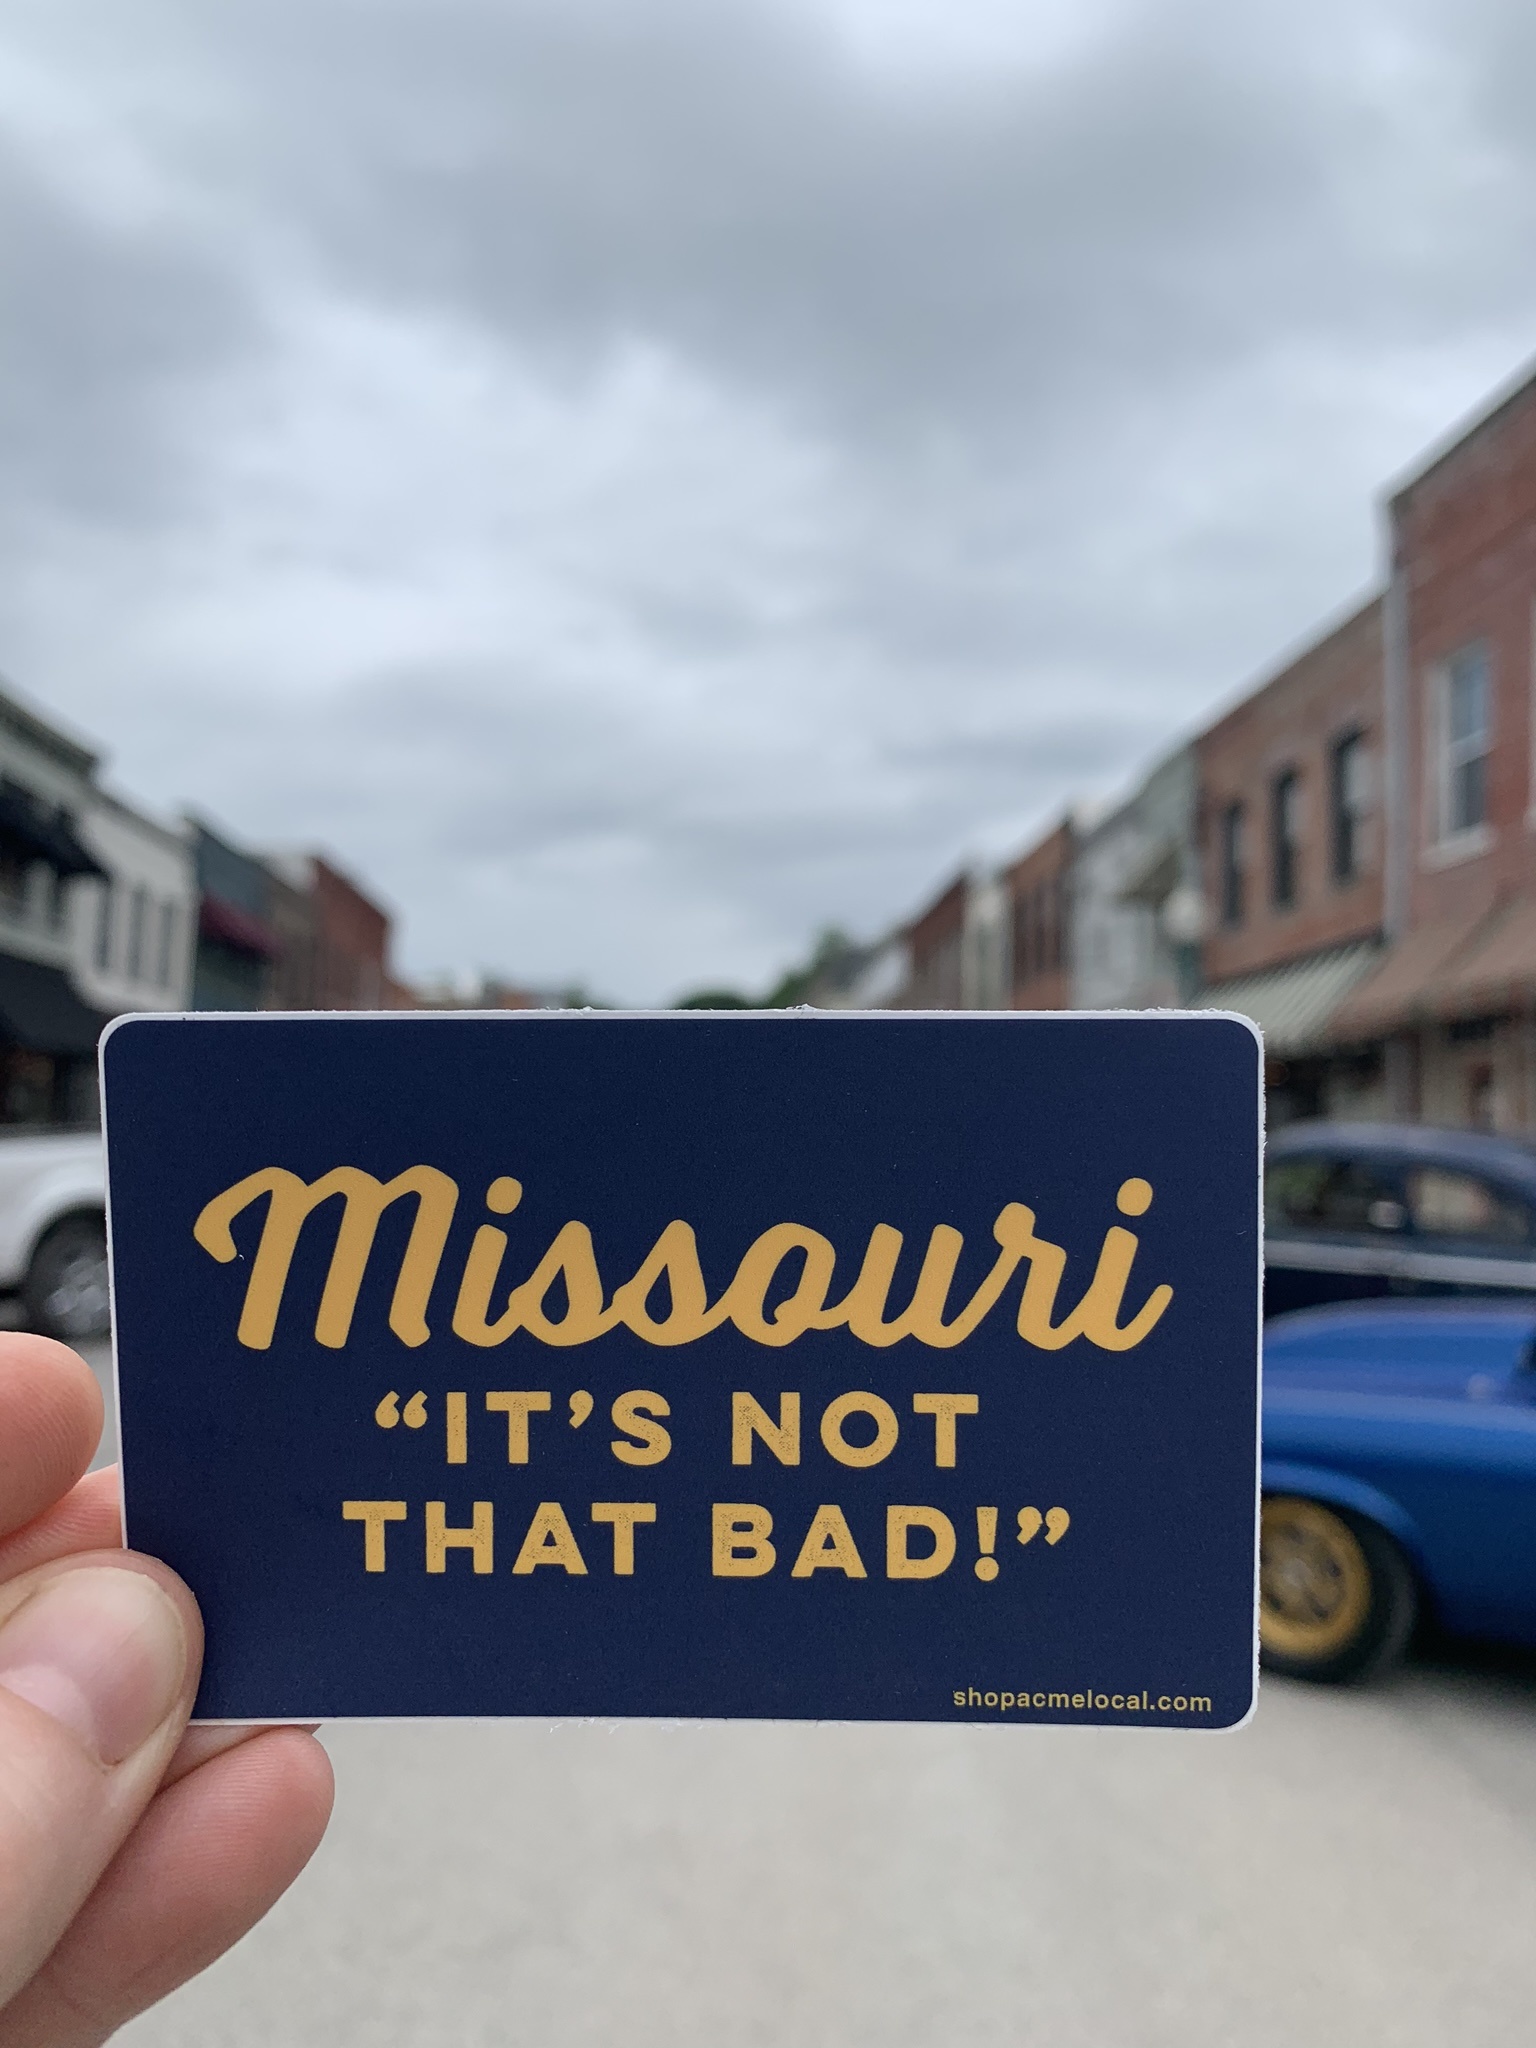 Missouri
“IT’S NOT
THAT BAD!”
shopacmelocal.com